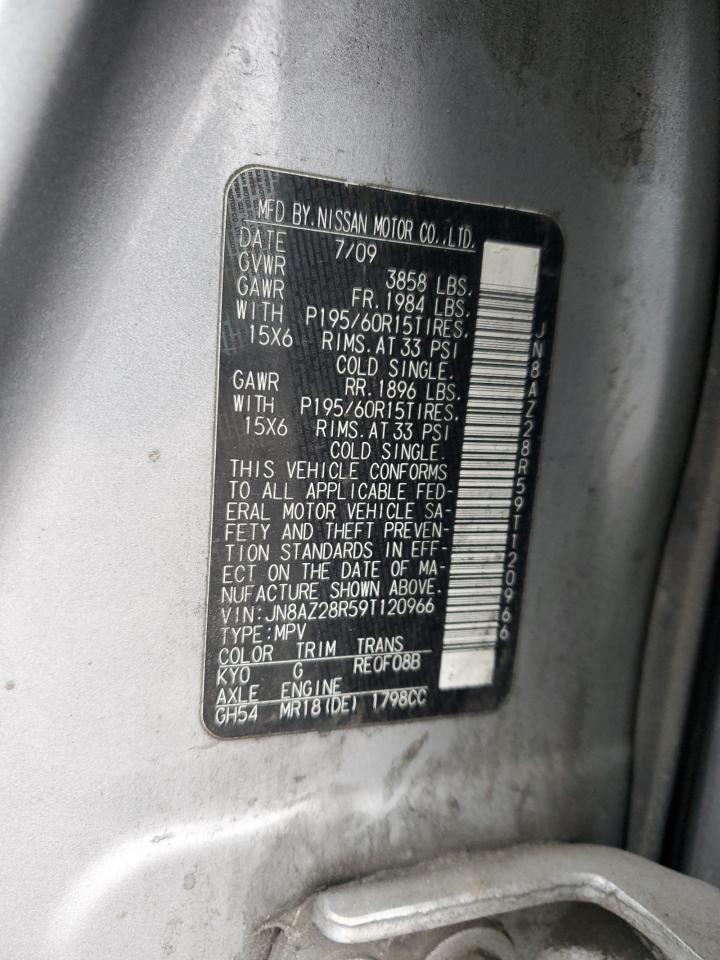 MFD BY. NISSAN MOTOR CO., LTD.
DATE 7/09
GVWR 3858 LBS.
GAWR FR. 1984 LBS.
WITH P195/60R15TIRES.
15X6 RIMS. AT 33 PSI
COLD SINGLE.
GAWR RR. 1896 LBS.
WITH P195/60R15TIRES.
15X6 RIMS. AT 33 PSI
COLD SINGLE.
THIS VEHICLE CONFORMS
TO ALL APPLICABLE FED-
ERAL MOTOR VEHICLE SA-
FETY AND THEFT PREVEN-
TION STANDARDS IN EFF-
ECT ON THE DATE OF MA-
NUFACTURE SHOWN ABOVE.
VIN:JN8AZ28R59T120966
TYPE:MPV
COLOR TRIM TRANS
KY0 G RE0F08B
AXLE ENGINE
GH54 MR18(DE) 1798CC
JN8AZ28R59T120966